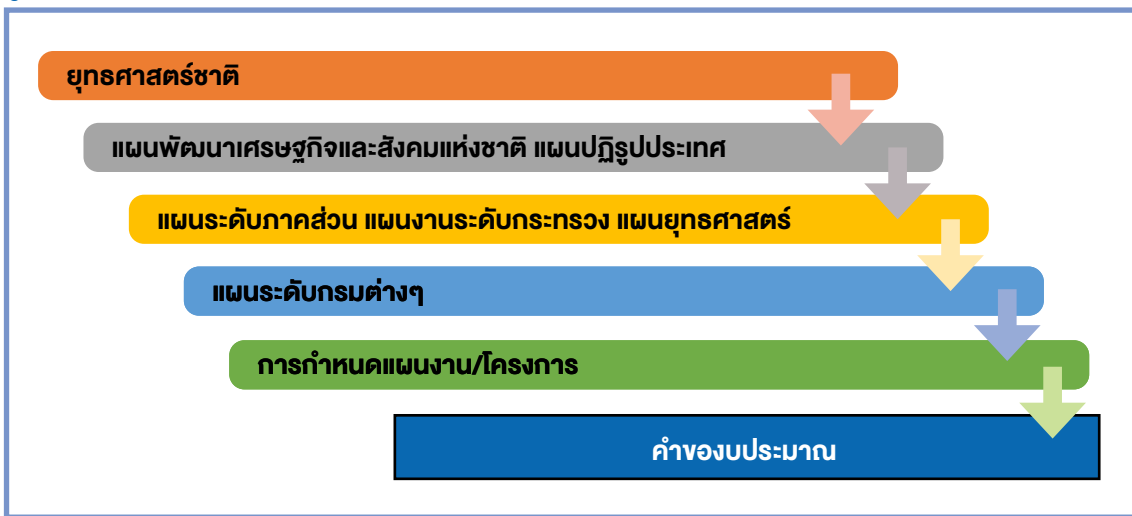 ยุทธศาสตร์ชาติ
แผนพัฒนาเศรษฐกิจและสังคมแห่งชาติ แผนปฏิรูปประเทศ
แผนระดับภาคส่วน แผนงานระดับกระทรวง แผนยุทธศาสตร์
แผนระดับกรมต่างๆ
การกำหนดแผนงาน/โครงการ
คำของบประมาณ